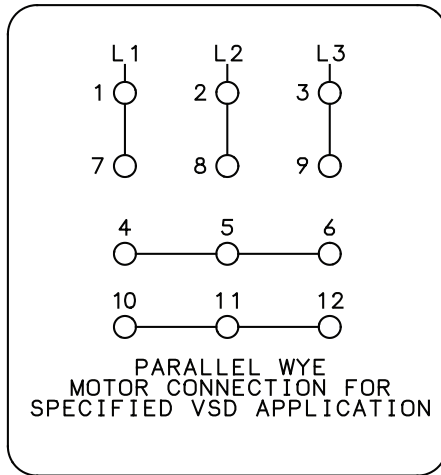 L1 L2 L3
1 2 3
7 8 9
4 5 6
10 11 12
PARALLEL WYE
MOTOR CONNECTION FOR
SPECIFIED VSD APPLICATION